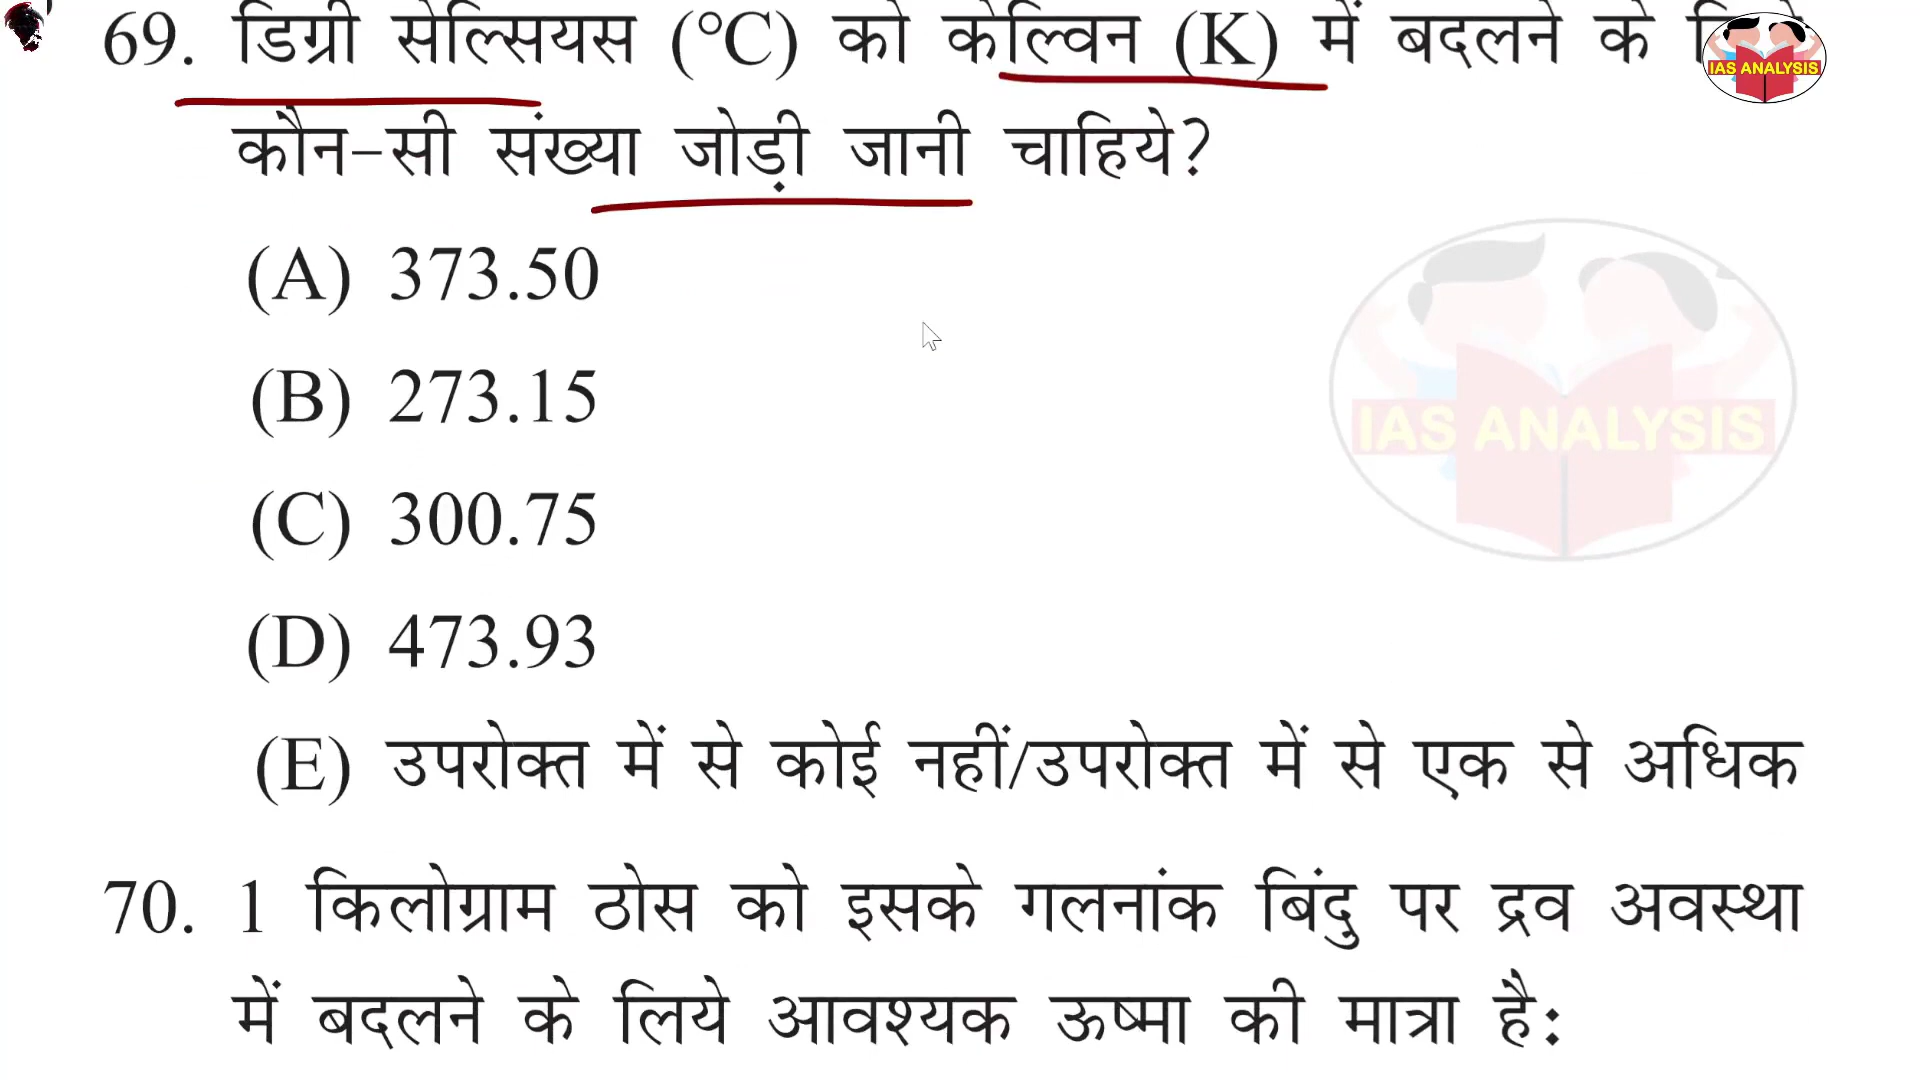 69. डिग्री सेल्सियस (°C) को केल्विन (K) में बदलने के
IAS ANALYSIS
कौन-सी संख्या जोड़ी जानी चाहिये?
(A) 373.50
(B) 273.15
IAS ANALYSIS
(C) 300.75
(D) 473.93
(E) उपरोक्त में से कोई नहीं/उपरोक्त में से एक से अधिक
70. 1 किलोग्राम ठोस को इसके गलनांक बिंदु पर द्रव अवस्था
में बदलने के लिये आवश्यक ऊष्मा की मात्रा है: